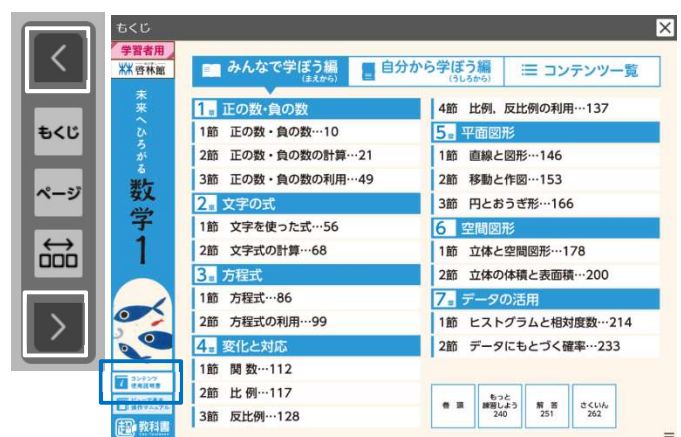 もくじ
ページ
もくじ
学習者用
啓林館
未来へひろがる
数学1
コンテンツ
使用説明書
超教科書
みんなで学ぼう編
(まえから)
自分から学ぼう編
(うしろから)
コンテンツ一覧
1章 正の数・負の数
1節 正の数・負の数…10
2節 正の数・負の数の計算…21
3節 正の数・負の数の利用…49
2章 文字の式
1節 文字を使った式…56
2節 文字式の計算…68
3章 方程式
1節 方程式…86
2節 方程式の利用…99
4章 変化と対応
1節 関数…112
2節 比例…117
3節 反比例…128
4節 比例，反比例の利用…137
5章 平面図形
1節 直線と図形…146
2節 移動と作図…153
3節 円とおうぎ形…166
6 空間図形
1節 立体と空間図形…178
2節 立体の体積と表面積…200
7章 データの活用
1節 ヒストグラムと相対度数…214
2節 データにもとづく確率…233
巻頭
もっと
練習しよう
240
解答
251
さくいん
262